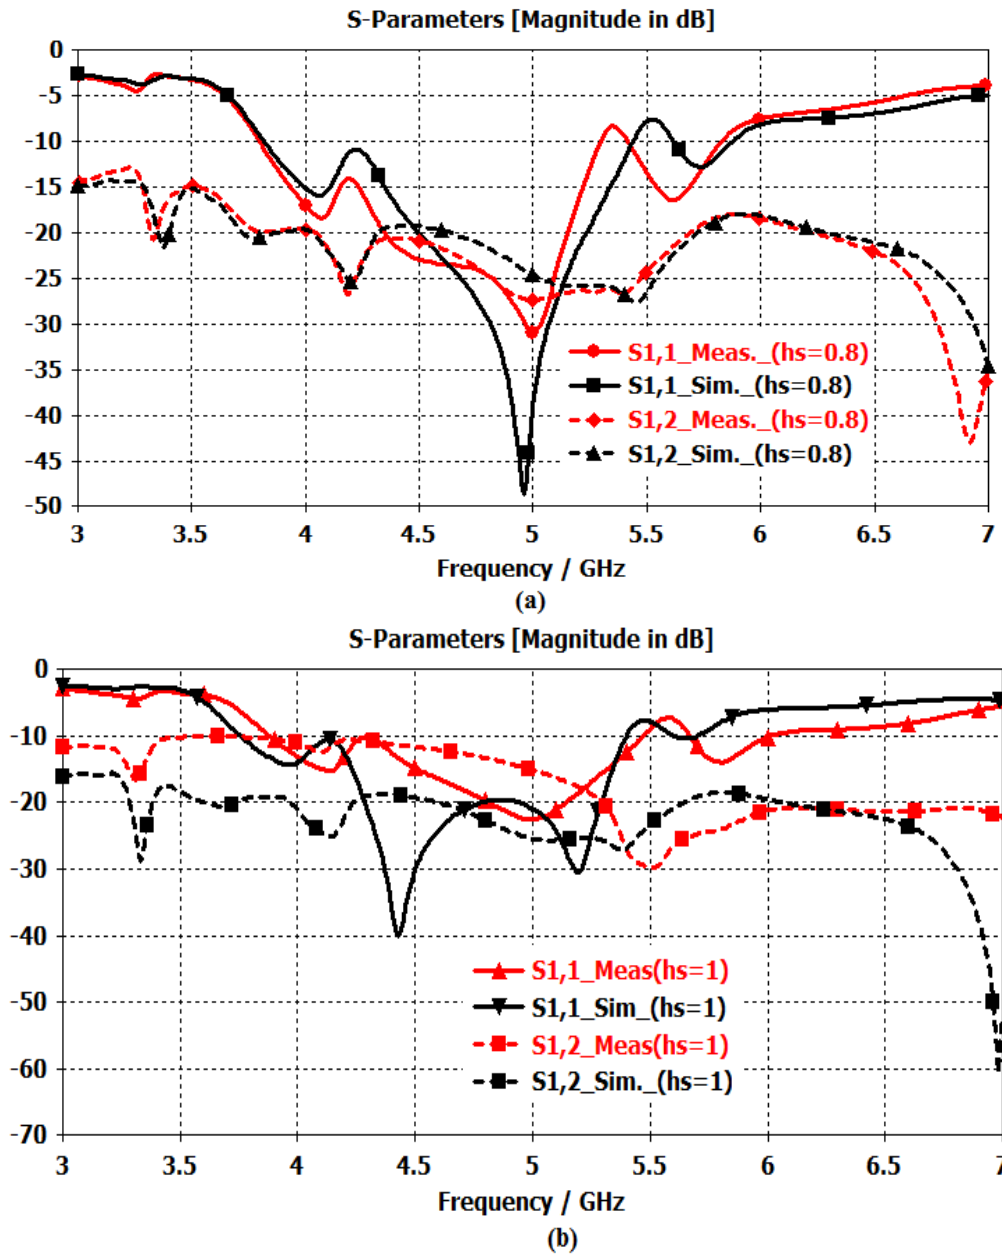 S-Parameters [Magnitude in dB]
0
-5
-10
-15
-20
-25
-30
-35
-40
-45
-50
S1,1_Meas._(hs=0.8)
S1,1_Sim._(hs=0.8)
S1,2_Meas._(hs=0.8)
S1,2_Sim._(hs=0.8)
3 3.5 4 4.5 5 5.5 6 6.5 7
Frequency / GHz
(a)
S-Parameters [Magnitude in dB]
0
-10
-20
-30
-40
-50
-60
-70
S1,1_Meas(hs=1)
S1,1_Sim_(hs=1)
S1,2_Meas(hs=1)
S1,2_Sim._(hs=1)
3 3.5 4 4.5 5 5.5 6 6.5 7
Frequency / GHz
(b)